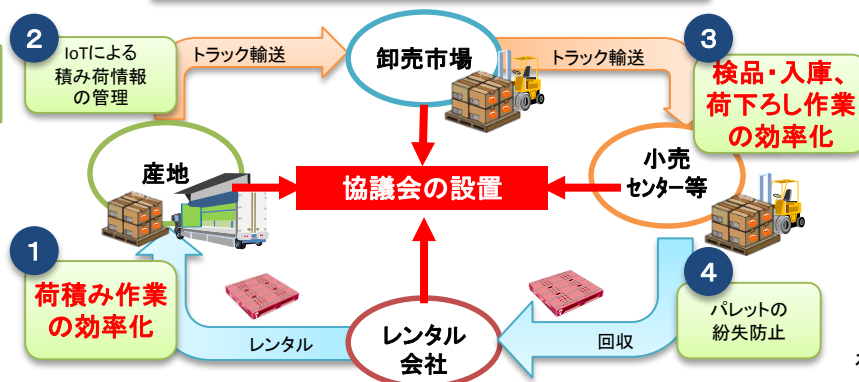 2
IoTによる
積み荷情報
の管理
トラック輸送
卸売市場
トラック輸送
3
検品・入庫、
荷下ろし作業
の効率化
産地
協議会の設置
小売
センター等
1
荷積み作業
の効率化
レンタル
レンタル
会社
回収
4
パレットの
紛失防止